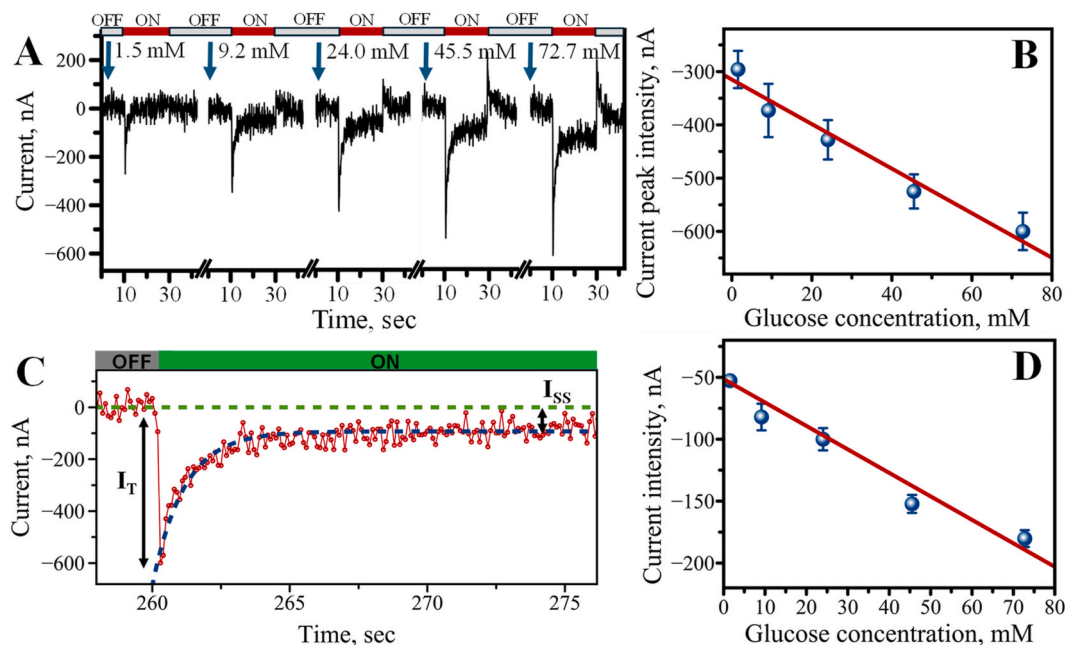 A
OFF ON OFF ON OFF ON OFF ON OFF ON
1.5 mM 9.2 mM 24.0 mM 45.5 mM 72.7 mM
Current, nA
200
0
−200
−400
−600
10 30 10 30 10 30 10 30 10 30
Time, sec
B
Current peak intensity, nA
−300
−400
−500
−600
0 20 40 60 80
Glucose concentration, mM
C
OFF ON
Current, nA
0
−200
−400
−600
I_T
I_SS
260 265 270 275
Time, sec
D
Current intensity, nA
−50
−100
−150
−200
0 10 20 30 40 50 60 70 80
Glucose concentration, mM